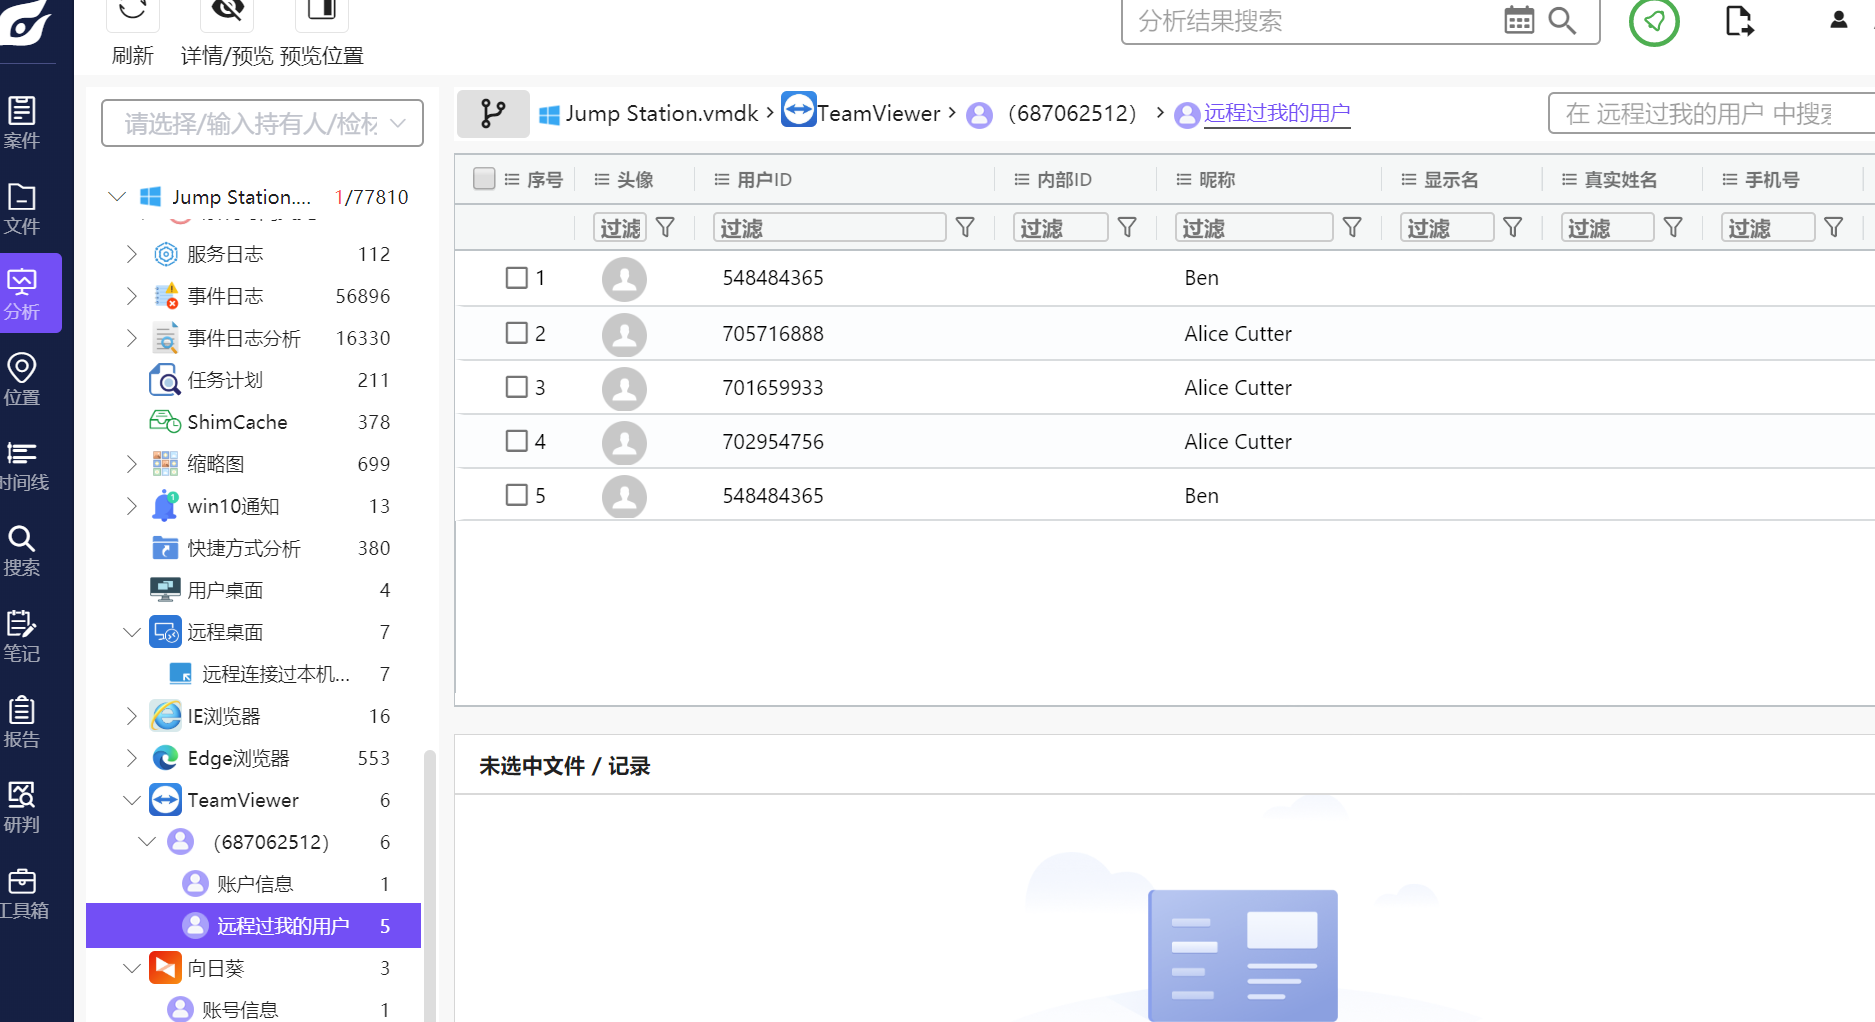 刷新 详情/预览 预览位置
分析结果搜索
案件
文件
分析
位置
时间线
搜索
笔记
报告
研判
工具箱
请选择/输入持有人/检材
Jump Station.... 1/77810
服务日志 112
事件日志 56896
事件日志分析 16330
任务计划 211
ShimCache 378
缩略图 699
win10通知 13
快捷方式分析 380
用户桌面 4
远程桌面 7
远程连接过本机... 7
IE浏览器 16
Edge浏览器 553
TeamViewer 6
(687062512) 6
账户信息 1
远程过我的用户 5
向日葵 3
账号信息 1
Jump Station.vmdk > TeamViewer > (687062512) > 远程过我的用户
在 远程过我的用户 中搜索
序号 头像 用户ID 内部ID 昵称 显示名 真实姓名 手机号
过滤 过滤 过滤 过滤 过滤 过滤 过滤
1 548484365 Ben
2 705716888 Alice Cutter
3 701659933 Alice Cutter
4 702954756 Alice Cutter
5 548484365 Ben
未选中文件 / 记录